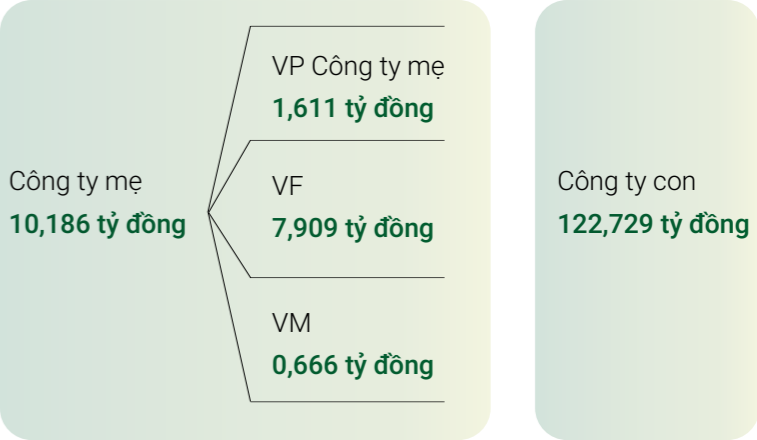 Công ty mẹ
10,186 tỷ đồng
VP Công ty mẹ
1,611 tỷ đồng
VF
7,909 tỷ đồng
VM
0,666 tỷ đồng
Công ty con
122,729 tỷ đồng